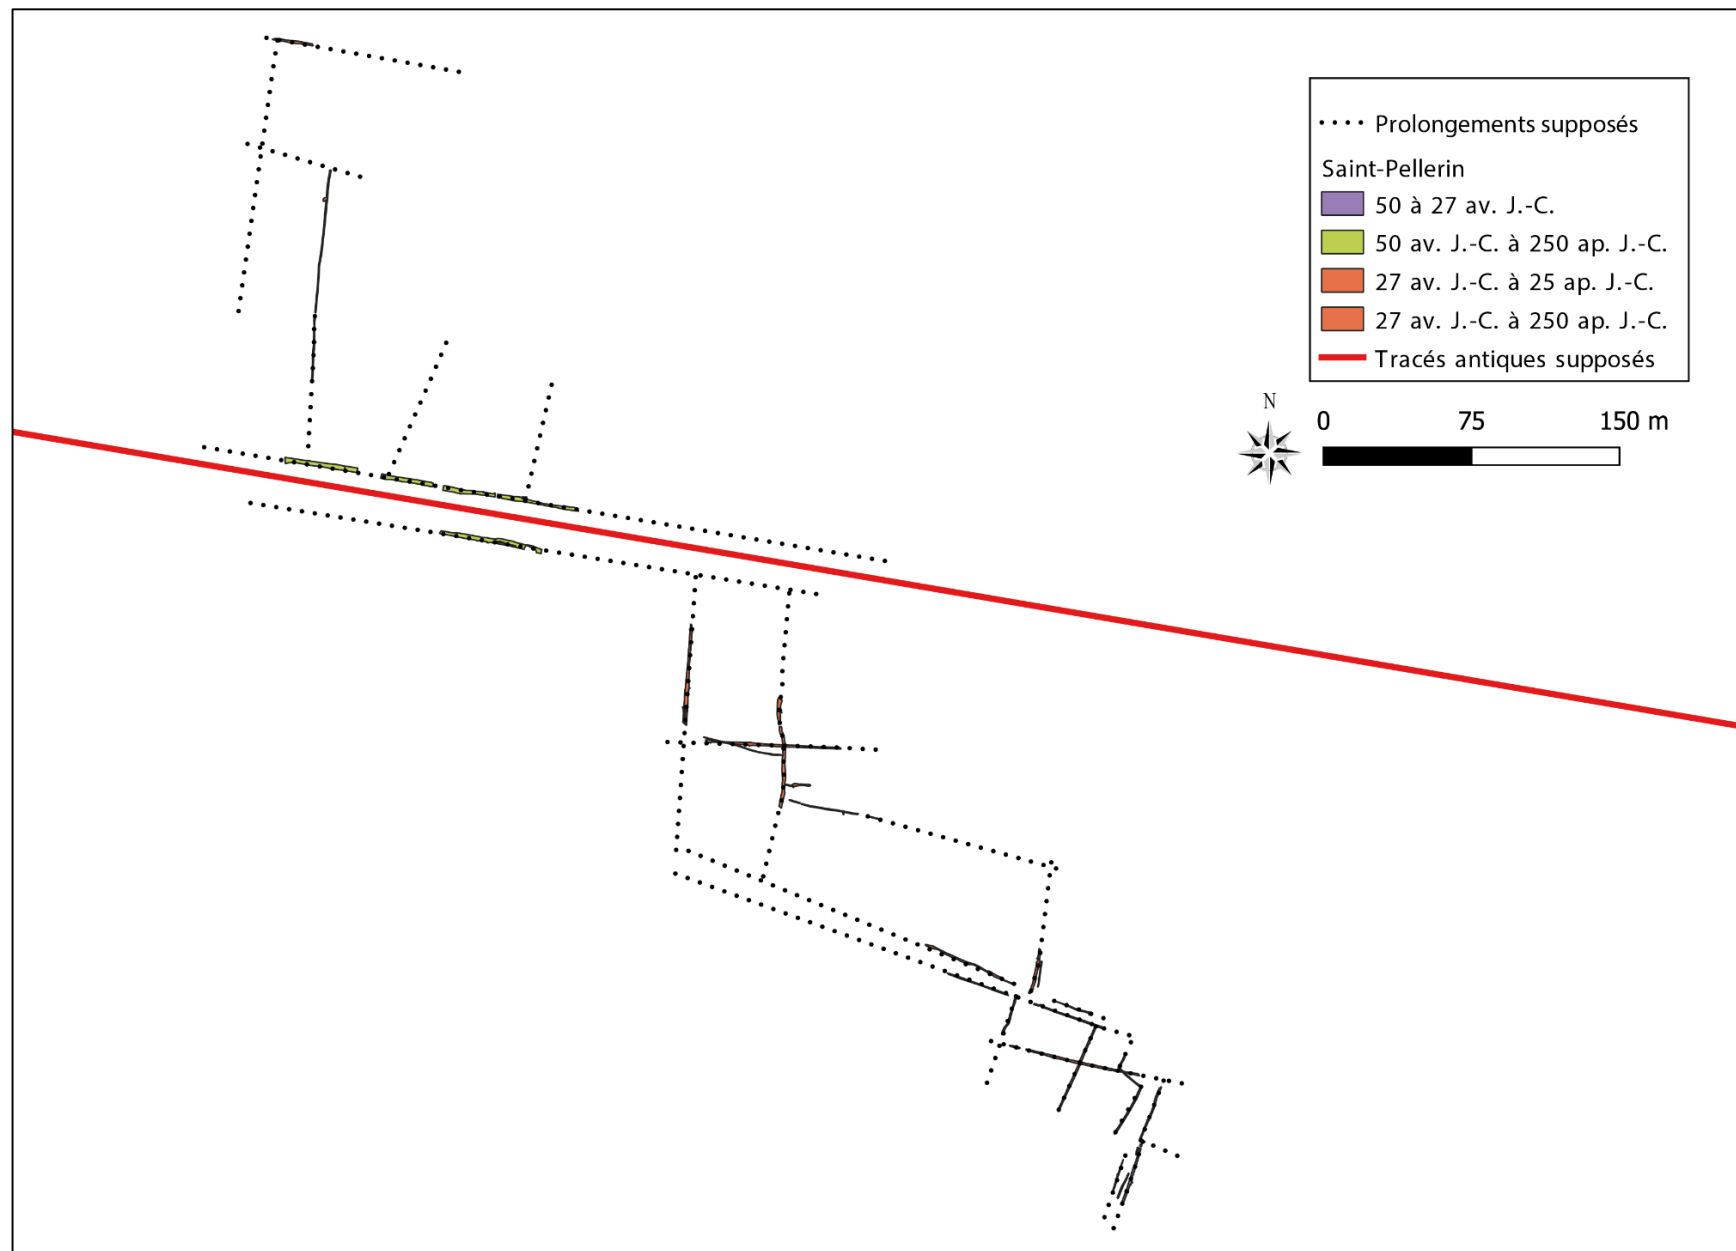 Prolongements supposés
Saint-Pellerin
50 à 27 av. J.-C.
50 av. J.-C. à 250 ap. J.-C.
27 av. J.-C. à 25 ap. J.-C.
27 av. J.-C. à 250 ap. J.-C.
Tracés antiques supposés
N
0 75 150 m